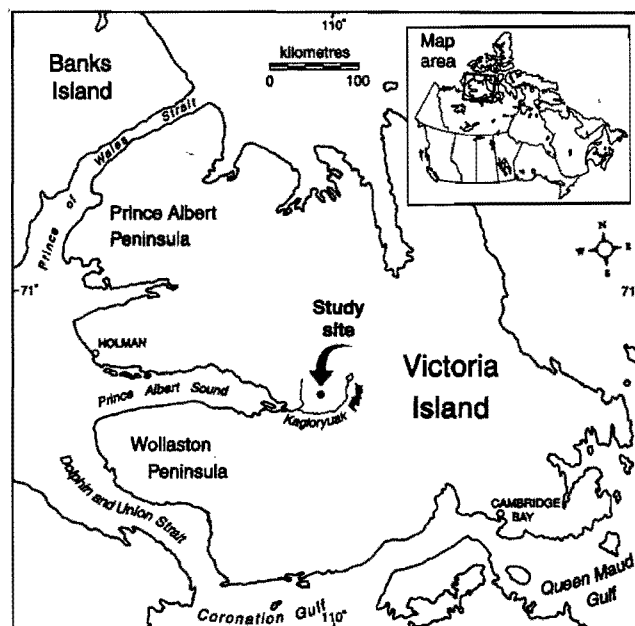 110°
kilometres
0 100
Map
area
Banks
Island
Prince of Wales Strait
Prince Albert
Peninsula
N
W E
S
71°
71°
Study
site
HOLMAN
Victoria
Island
Prince Albert Sound
Kagloryuak River
Wollaston
Peninsula
Dolphin and Union Strait
CAMBRIDGE
BAY
Queen Maud
Gulf
Coronation Gulf
110°